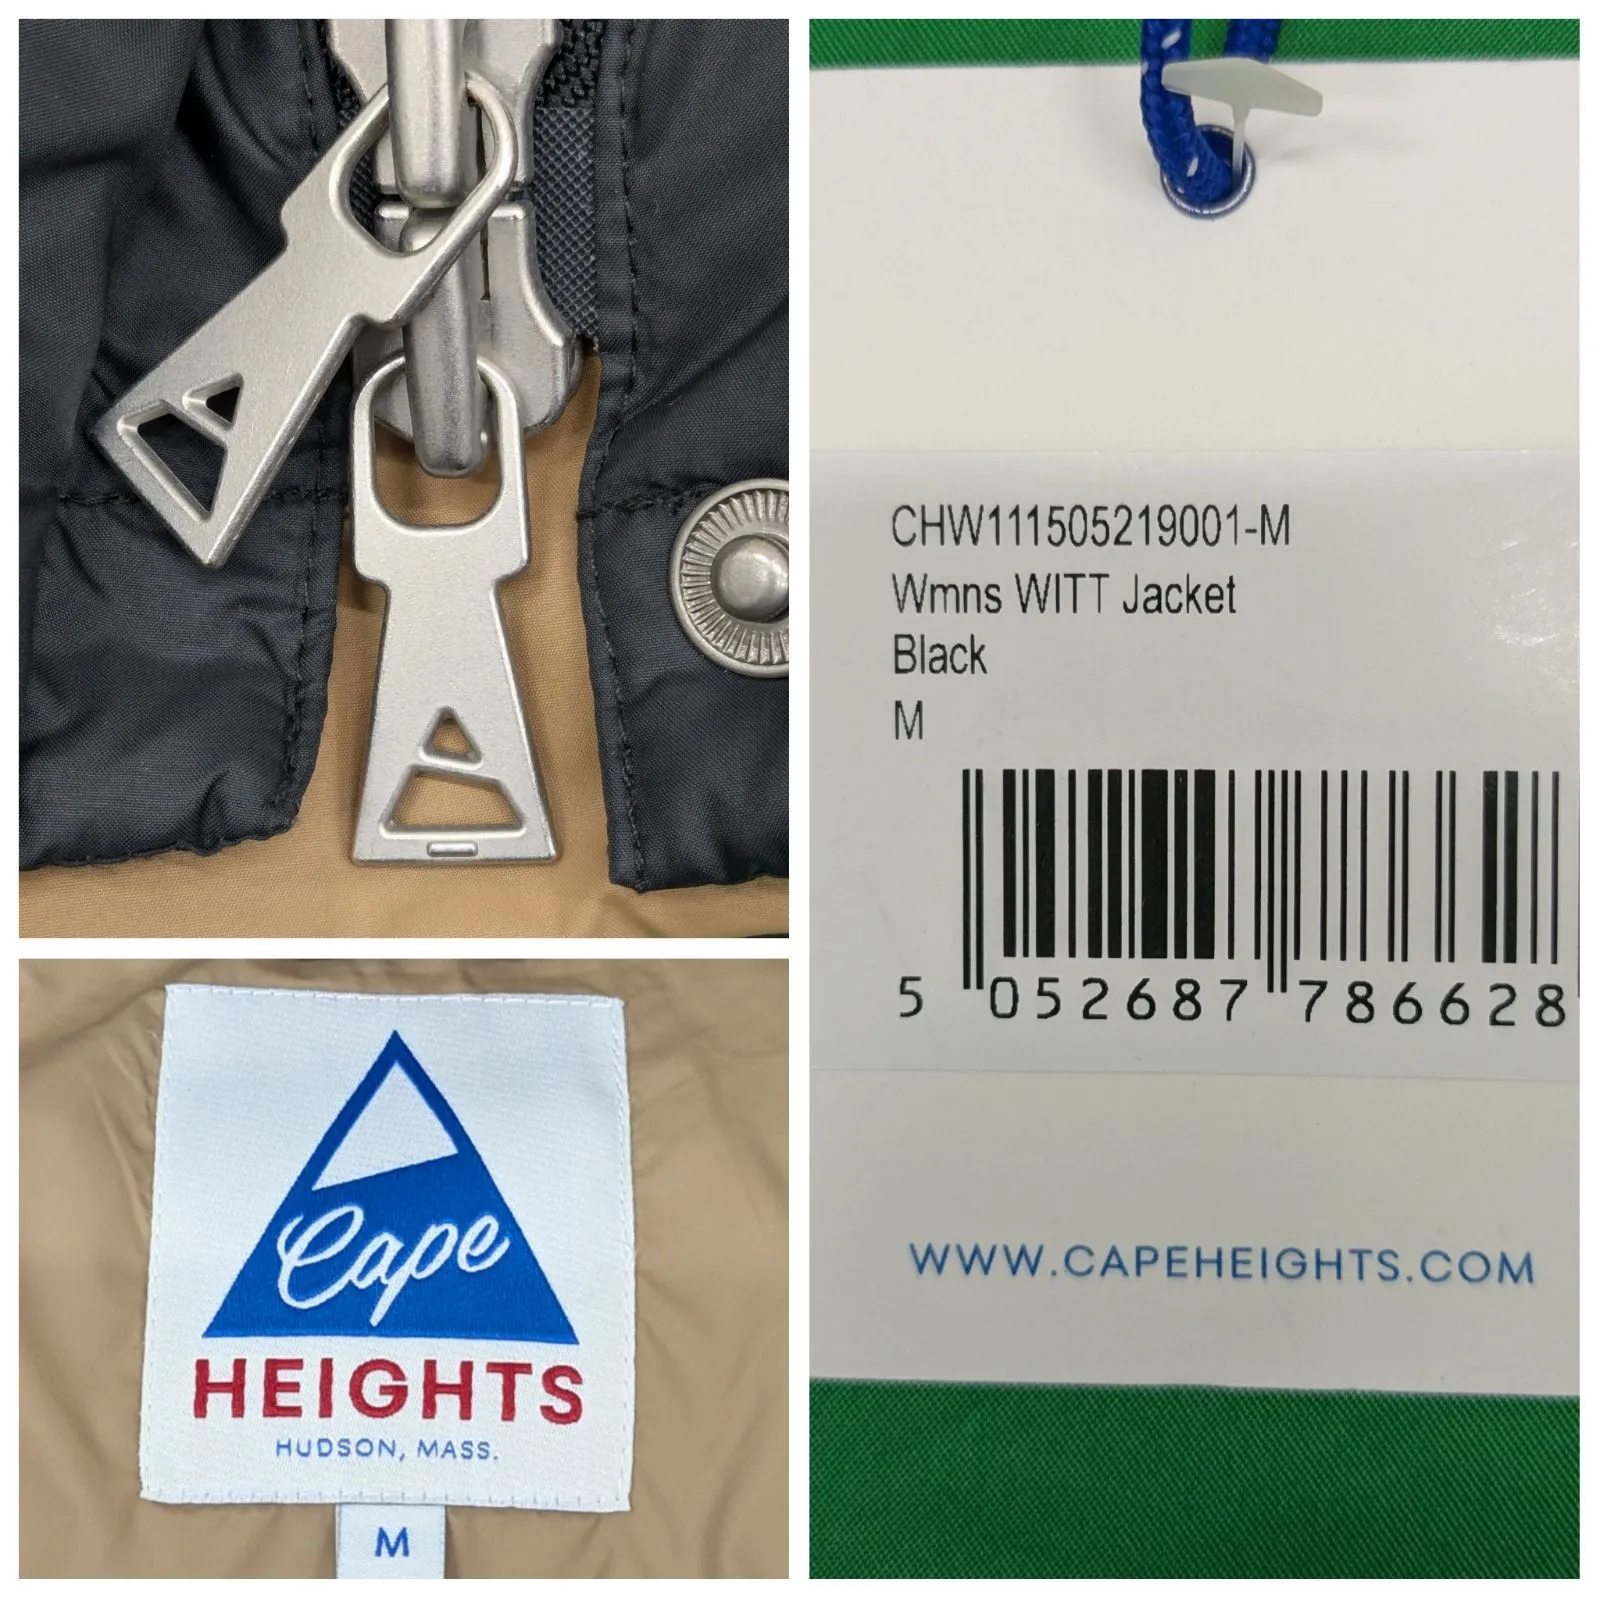 Cape
HEIGHTS
HUDSON, MASS.
M
CHW111505219001-M
Wmns WITT Jacket
Black
M
5 052687 786628
WWW.CAPEHEIGHTS.COM